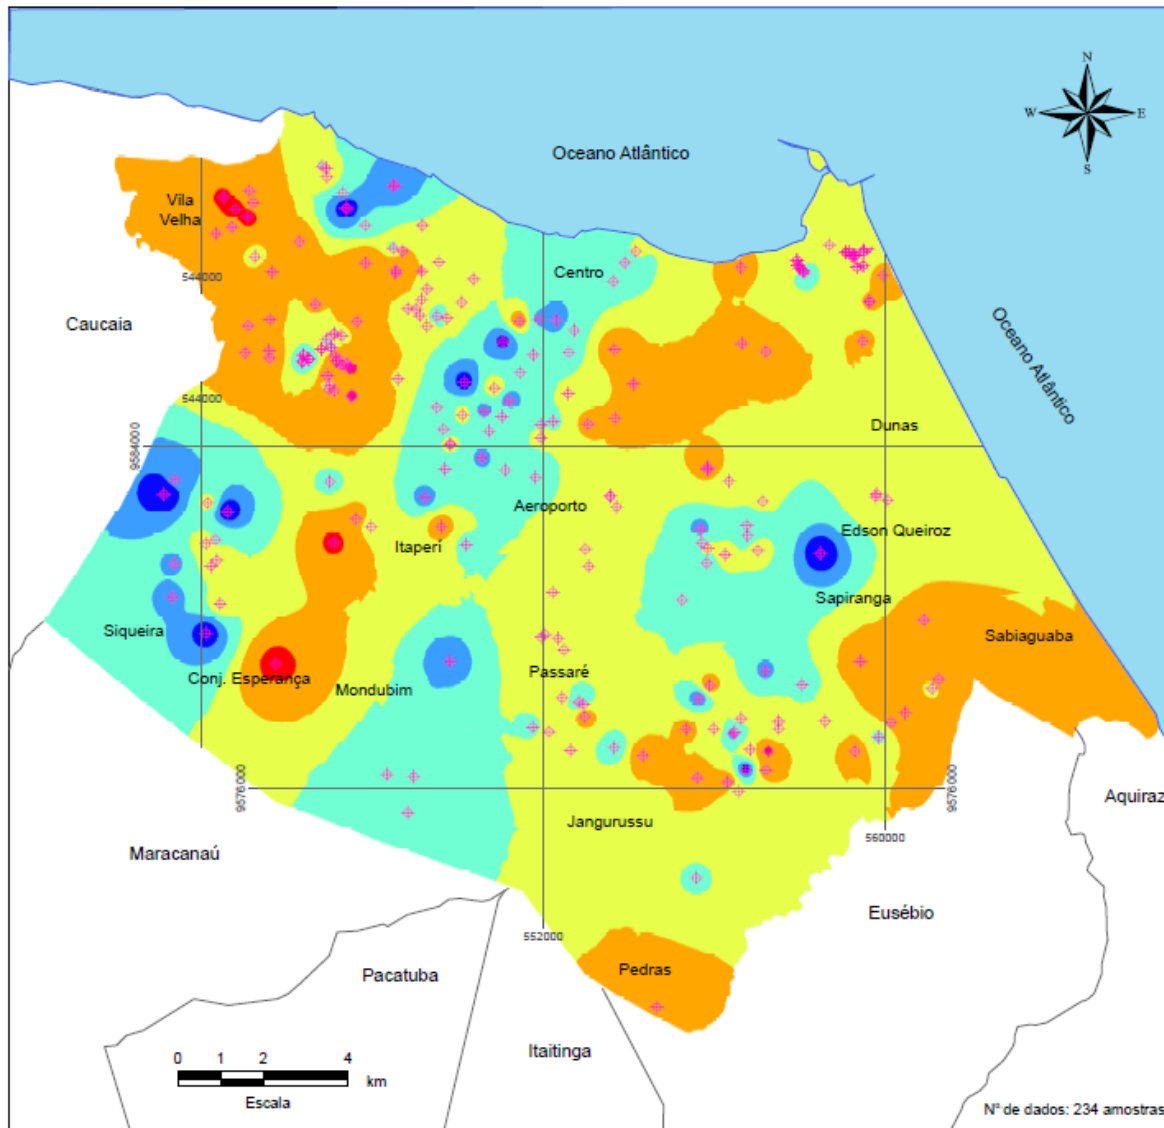 N
W
E
S
Oceano Atlântico
Vila
Velha
544000
Centro
Caucaia
Oceano Atlântico
544000
9584000
Dunas
Aeroporto
Edson Queiroz
Itaperí
Sapiranga
Siqueira
Sabiaguaba
Passaré
Conj. Esperança
Mondubim
9576000
9576000
Aquiraz
Jangurussu
560000
Maracanaú
Eusébio
552000
Pedras
Pacatuba
Itaitinga
0 1 2 4
km
Escala
Nº de dados: 234 amostras